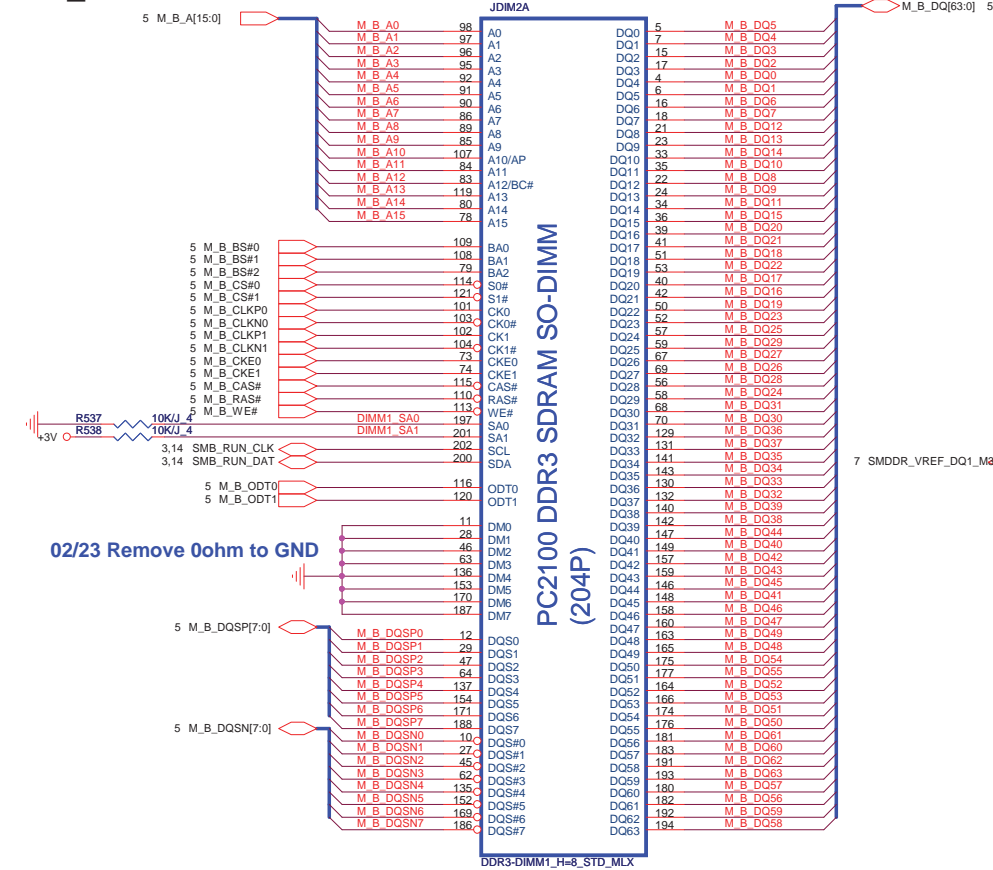 JDIM2A
5 M_B_A[15:0]
M_B_A0 98 A0
M_B_A1 97 A1
M_B_A2 96 A2
M_B_A3 95 A3
M_B_A4 92 A4
M_B_A5 91 A5
M_B_A6 90 A6
M_B_A7 86 A7
M_B_A8 89 A8
M_B_A9 85 A9
M_B_A10 107 A10/AP
M_B_A11 84 A11
M_B_A12 83 A12/BC#
M_B_A13 119 A13
M_B_A14 80 A14
M_B_A15 78 A15
5 M_B_BS#0 109 BA0
5 M_B_BS#1 108 BA1
5 M_B_BS#2 79 BA2
5 M_B_CS#0 114 S0#
5 M_B_CS#1 121 S1#
5 M_B_CLKP0 101 CK0
5 M_B_CLKN0 103 CK0#
5 M_B_CLKP1 102 CK1
5 M_B_CLKN1 104 CK1#
5 M_B_CKE0 73 CKE0
5 M_B_CKE1 74 CKE1
5 M_B_CAS# 115 CAS#
5 M_B_RAS# 110 RAS#
5 M_B_WE# 113 WE#
R537 10K/J_4 DIMM1_SA0 197 SA0
+3V R538 10K/J_4 DIMM1_SA1 201 SA1
3,14 SMB_RUN_CLK 202 SCL
3,14 SMB_RUN_DAT 200 SDA
5 M_B_ODT0 116 ODT0
5 M_B_ODT1 120 ODT1
02/23 Remove 0ohm to GND
11 DM0
28 DM1
46 DM2
63 DM3
136 DM4
153 DM5
170 DM6
187 DM7
5 M_B_DQSP[7:0]
M_B_DQSP0 12 DQS0
M_B_DQSP1 29 DQS1
M_B_DQSP2 47 DQS2
M_B_DQSP3 64 DQS3
M_B_DQSP4 137 DQS4
M_B_DQSP5 154 DQS5
M_B_DQSP6 171 DQS6
M_B_DQSP7 188 DQS7
5 M_B_DQSN[7:0]
M_B_DQSN0 10 DQS#0
M_B_DQSN1 27 DQS#1
M_B_DQSN2 45 DQS#2
M_B_DQSN3 62 DQS#3
M_B_DQSN4 135 DQS#4
M_B_DQSN5 152 DQS#5
M_B_DQSN6 169 DQS#6
M_B_DQSN7 186 DQS#7
PC2100 DDR3 SDRAM SO-DIMM
(204P)
M_B_DQ[63:0] 5
DQ0 5 M_B_DQ5
DQ1 7 M_B_DQ4
DQ2 15 M_B_DQ3
DQ3 17 M_B_DQ2
DQ4 4 M_B_DQ0
DQ5 6 M_B_DQ1
DQ6 16 M_B_DQ6
DQ7 18 M_B_DQ7
DQ8 21 M_B_DQ12
DQ9 23 M_B_DQ13
DQ10 33 M_B_DQ14
DQ11 35 M_B_DQ10
DQ12 22 M_B_DQ8
DQ13 24 M_B_DQ9
DQ14 34 M_B_DQ11
DQ15 36 M_B_DQ15
DQ16 39 M_B_DQ20
DQ17 41 M_B_DQ21
DQ18 51 M_B_DQ18
DQ19 53 M_B_DQ22
DQ20 40 M_B_DQ17
DQ21 42 M_B_DQ16
DQ22 50 M_B_DQ19
DQ23 52 M_B_DQ23
DQ24 57 M_B_DQ25
DQ25 59 M_B_DQ29
DQ26 67 M_B_DQ27
DQ27 69 M_B_DQ26
DQ28 56 M_B_DQ28
DQ29 58 M_B_DQ24
DQ30 68 M_B_DQ31
DQ31 70 M_B_DQ30
DQ32 129 M_B_DQ36
DQ33 131 M_B_DQ37
DQ34 141 M_B_DQ35
DQ35 143 M_B_DQ34
DQ36 130 M_B_DQ33
DQ37 132 M_B_DQ32
DQ38 140 M_B_DQ39
DQ39 142 M_B_DQ38
DQ40 147 M_B_DQ44
DQ41 149 M_B_DQ40
DQ42 157 M_B_DQ42
DQ43 159 M_B_DQ43
DQ44 146 M_B_DQ45
DQ45 148 M_B_DQ41
DQ46 158 M_B_DQ46
DQ47 160 M_B_DQ47
DQ48 163 M_B_DQ49
DQ49 165 M_B_DQ48
DQ50 175 M_B_DQ54
DQ51 177 M_B_DQ55
DQ52 164 M_B_DQ52
DQ53 166 M_B_DQ53
DQ54 174 M_B_DQ51
DQ55 176 M_B_DQ50
DQ56 181 M_B_DQ61
DQ57 183 M_B_DQ60
DQ58 191 M_B_DQ62
DQ59 193 M_B_DQ63
DQ60 180 M_B_DQ57
DQ61 182 M_B_DQ56
DQ62 192 M_B_DQ59
DQ63 194 M_B_DQ58
7 SMDDR_VREF_DQ1_M3
DDR3-DIMM1_H=8_STD_MLX